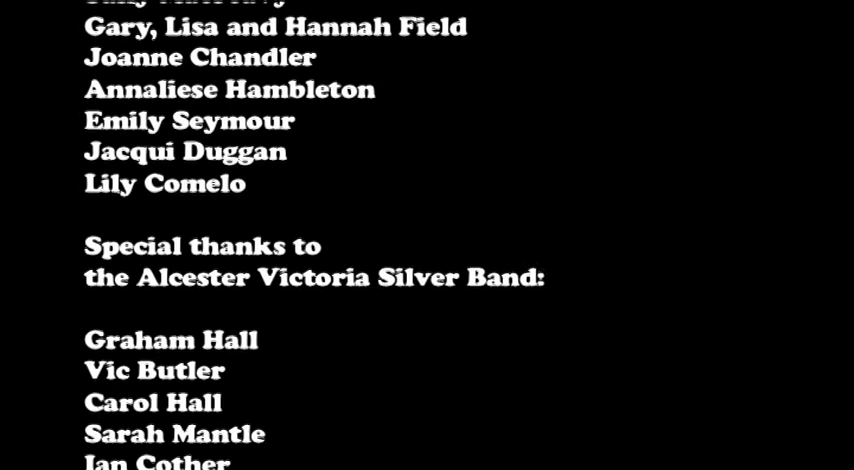 Gary, Lisa and Hannah Field
Joanne Chandler
Annaliese Hambleton
Emily Seymour
Jacqui Duggan
Lily Comelo
Special thanks to
the Alcester Victoria Silver Band:
Graham Hall
Vic Butler
Carol Hall
Sarah Mantle
Ian Cother